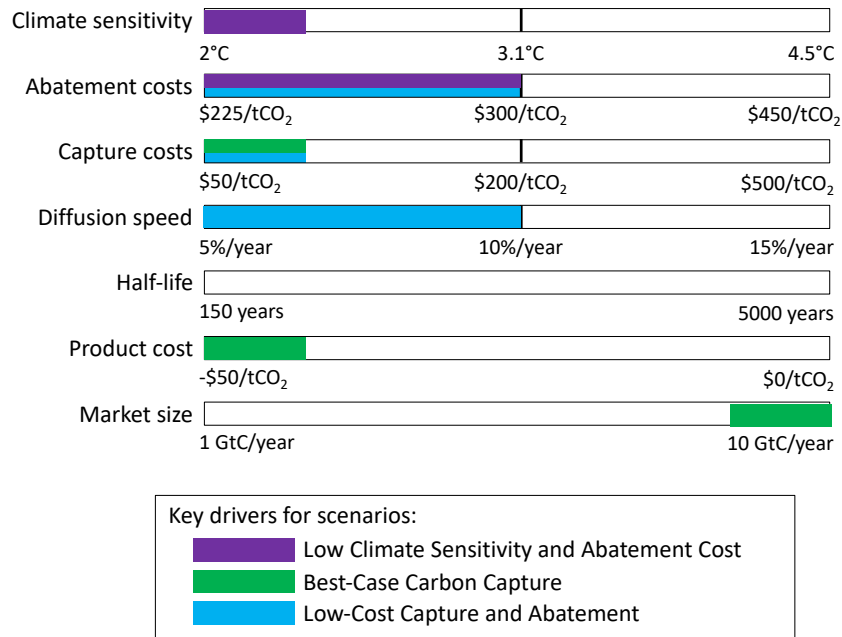 Climate sensitivity
2°C 3.1°C 4.5°C
Abatement costs
$225/tCO₂ $300/tCO₂ $450/tCO₂
Capture costs
$50/tCO₂ $200/tCO₂ $500/tCO₂
Diffusion speed
5%/year 10%/year 15%/year
Half-life
150 years 5000 years
Product cost
-$50/tCO₂ $0/tCO₂
Market size
1 GtC/year 10 GtC/year
Key drivers for scenarios:
Low Climate Sensitivity and Abatement Cost
Best-Case Carbon Capture
Low-Cost Capture and Abatement